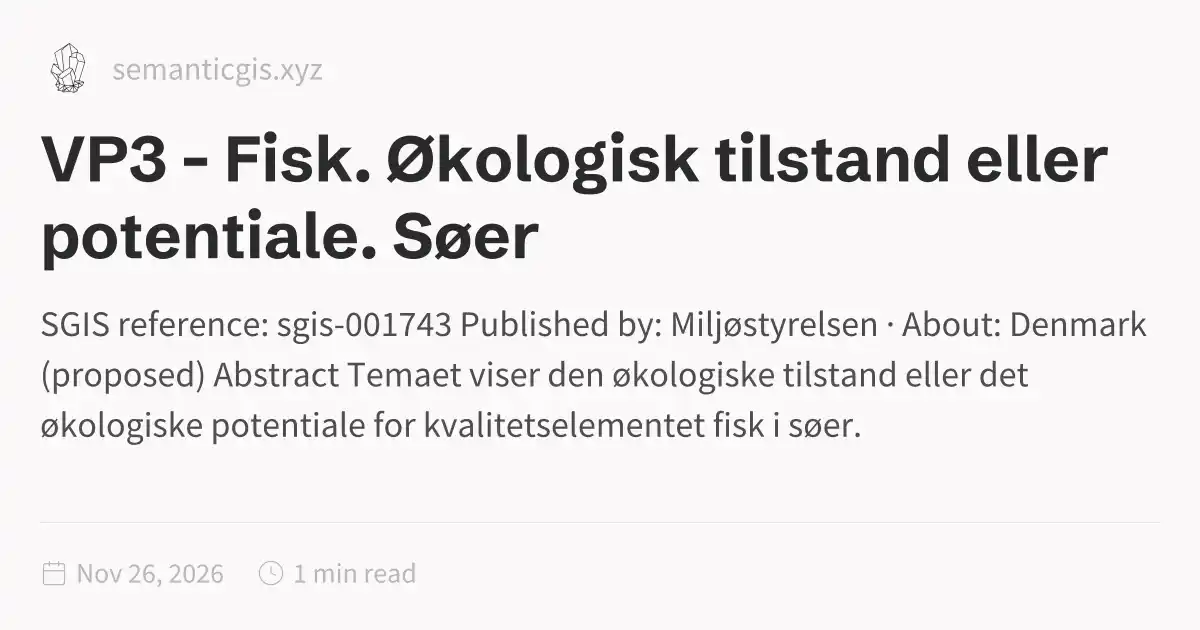 semanticgis.xyz
VP3 - Fisk. Økologisk tilstand eller
potentiale. Søer
SGIS reference: sgis-001743 Published by: Miljøstyrelsen · About: Denmark
(proposed) Abstract Temaet viser den økologiske tilstand eller det
økologiske potentiale for kvalitetselementet fisk i søer.
Nov 26, 2026 1 min read